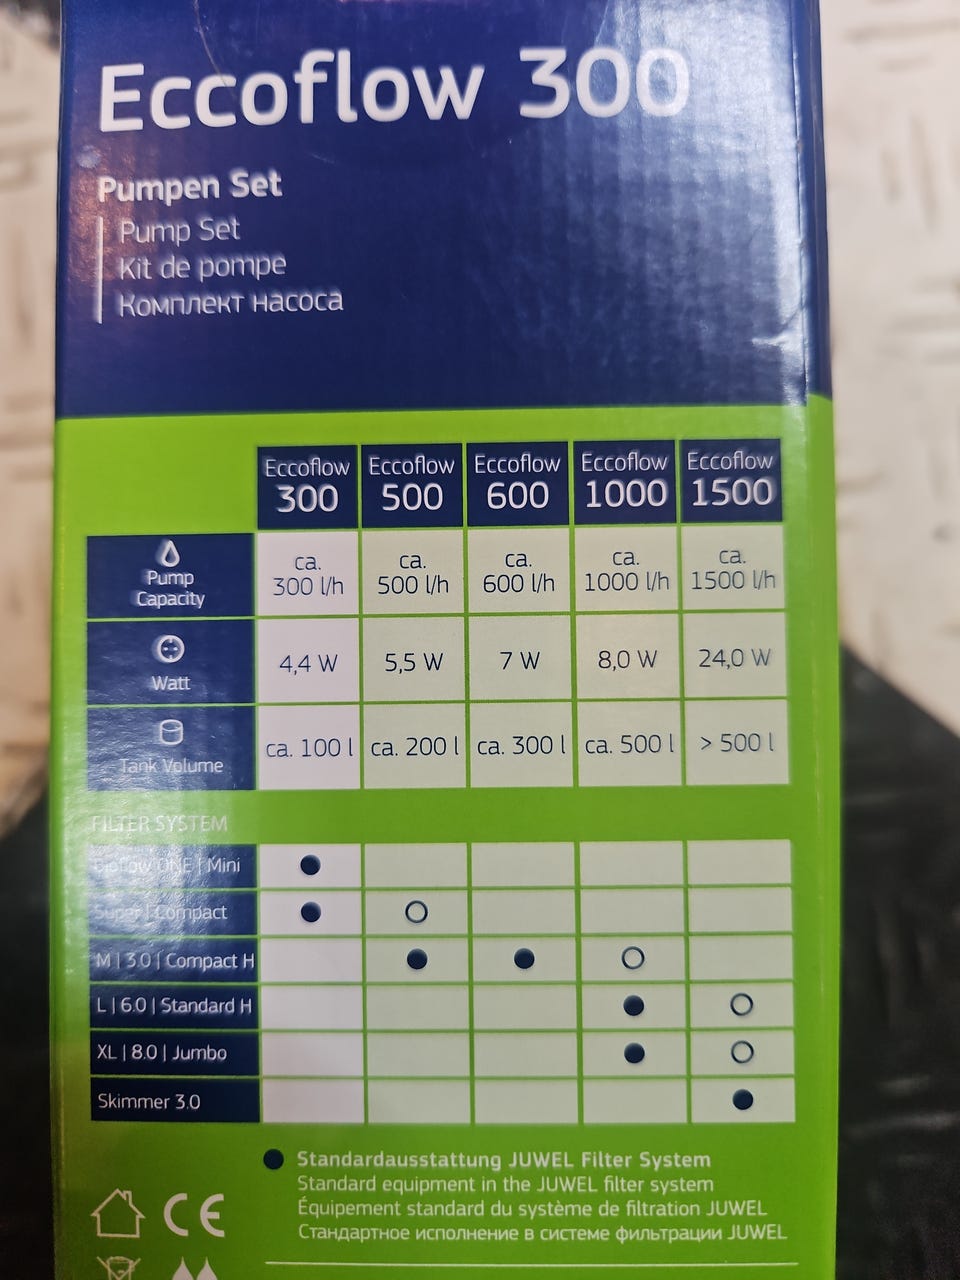 Eccoflow 300
Pumpen Set
Pump Set
Kit de pompe
Комплект насоса
Eccoflow 300 Eccoflow 500 Eccoflow 600 Eccoflow 1000 Eccoflow 1500
Pump Capacity ca. 300 l/h ca. 500 l/h ca. 600 l/h ca. 1000 l/h ca. 1500 l/h
Watt 4,4 W 5,5 W 7 W 8,0 W 24,0 W
Tank Volume ca. 100 l ca. 200 l ca. 300 l ca. 500 l > 500 l
FILTER SYSTEM
Bioflow ONE | Mini ●
Super | Compact ● ○
M | 3.0 | Compact H ● ● ○
L | 6.0 | Standard H ● ○
XL | 8.0 | Jumbo ● ○
Skimmer 3.0 ●
● Standardausstattung JUWEL Filter System
Standard equipment in the JUWEL filter system
Équipement standard du système de filtration JUWEL
Стандартное исполнение в системе фильтрации JUWEL
CE